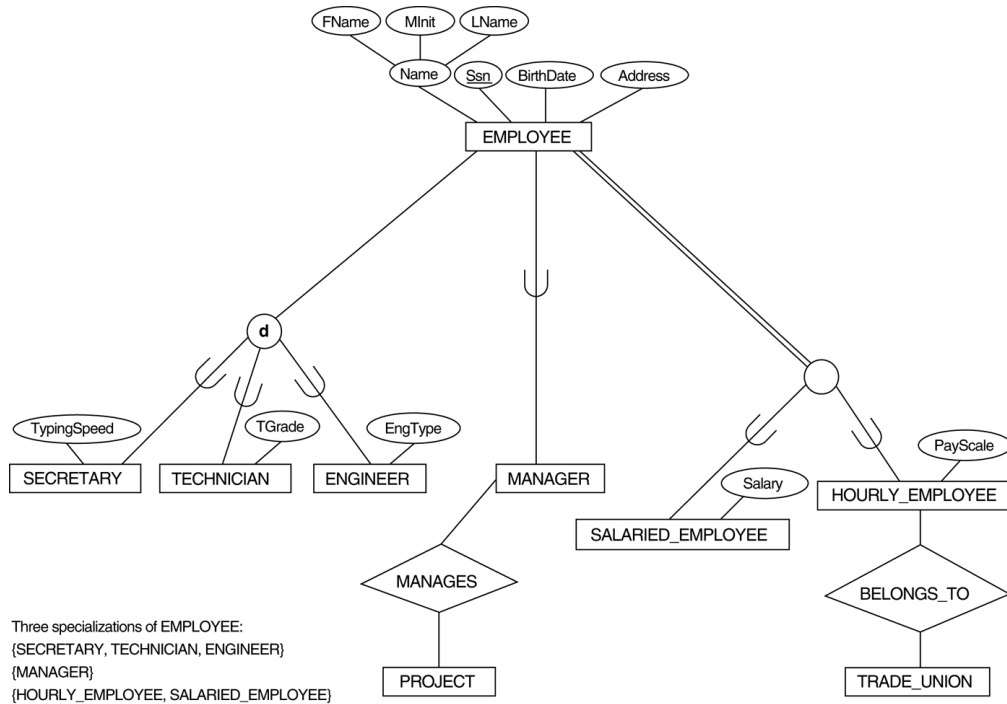 FName MInit LName
Name Ssn BirthDate Address
EMPLOYEE
d
TypingSpeed TGrade EngType PayScale
SECRETARY TECHNICIAN ENGINEER MANAGER Salary HOURLY_EMPLOYEE
SALARIED_EMPLOYEE
MANAGES BELONGS_TO
Three specializations of EMPLOYEE:
{SECRETARY, TECHNICIAN, ENGINEER}
{MANAGER}
{HOURLY_EMPLOYEE, SALARIED_EMPLOYEE}
PROJECT TRADE_UNION